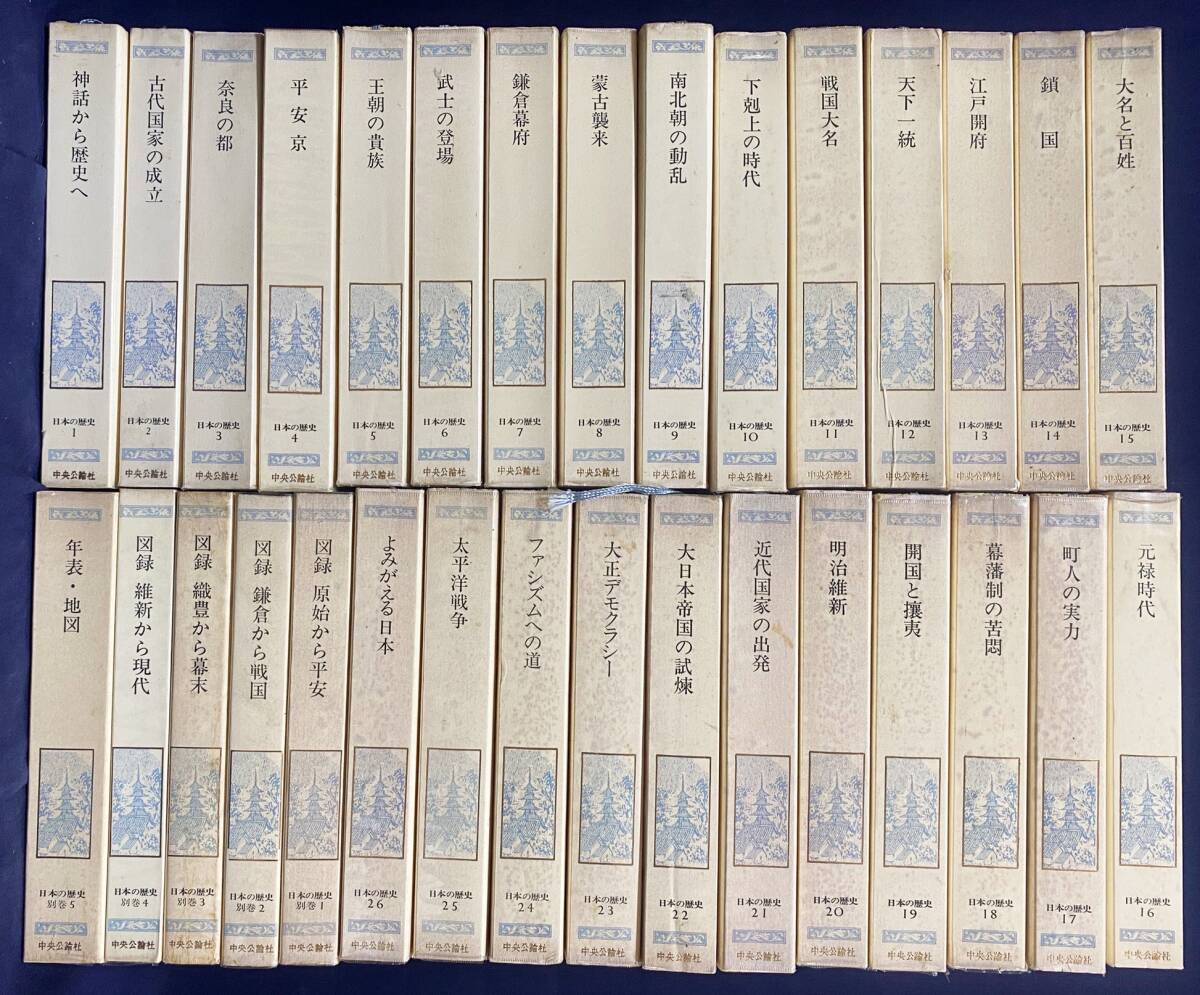 神話から歴史へ
日本の歴史
1
中央公論社
古代国家の成立
日本の歴史
2
中央公論社
奈良の都
日本の歴史
3
中央公論社
平安京
日本の歴史
4
中央公論社
王朝の貴族
日本の歴史
5
中央公論社
武士の登場
日本の歴史
6
中央公論社
鎌倉幕府
日本の歴史
7
中央公論社
蒙古襲来
日本の歴史
8
中央公論社
南北朝の動乱
日本の歴史
9
中央公論社
下剋上の時代
日本の歴史
10
中央公論社
戦国大名
日本の歴史
11
中央公論社
天下一統
日本の歴史
12
中央公論社
江戸開府
日本の歴史
13
中央公論社
鎖国
日本の歴史
14
中央公論社
大名と百姓
日本の歴史
15
中央公論社
年表・地図
日本の歴史
別巻5
中央公論社
図録 維新から現代
日本の歴史
別巻4
中央公論社
図録 織豊から幕末
日本の歴史
別巻3
中央公論社
図録 鎌倉から戦国
日本の歴史
別巻2
中央公論社
図録 原始から平安
日本の歴史
別巻1
中央公論社
よみがえる日本
日本の歴史
26
中央公論社
太平洋戦争
日本の歴史
25
中央公論社
ファシズムへの道
日本の歴史
24
中央公論社
大正デモクラシー
日本の歴史
23
中央公論社
大日本帝国の試煉
日本の歴史
22
中央公論社
近代国家の出発
日本の歴史
21
中央公論社
明治維新
日本の歴史
20
中央公論社
開国と攘夷
日本の歴史
19
中央公論社
幕藩制の苦悶
日本の歴史
18
中央公論社
町人の実力
日本の歴史
17
中央公論社
元禄時代
日本の歴史
16
中央公論社